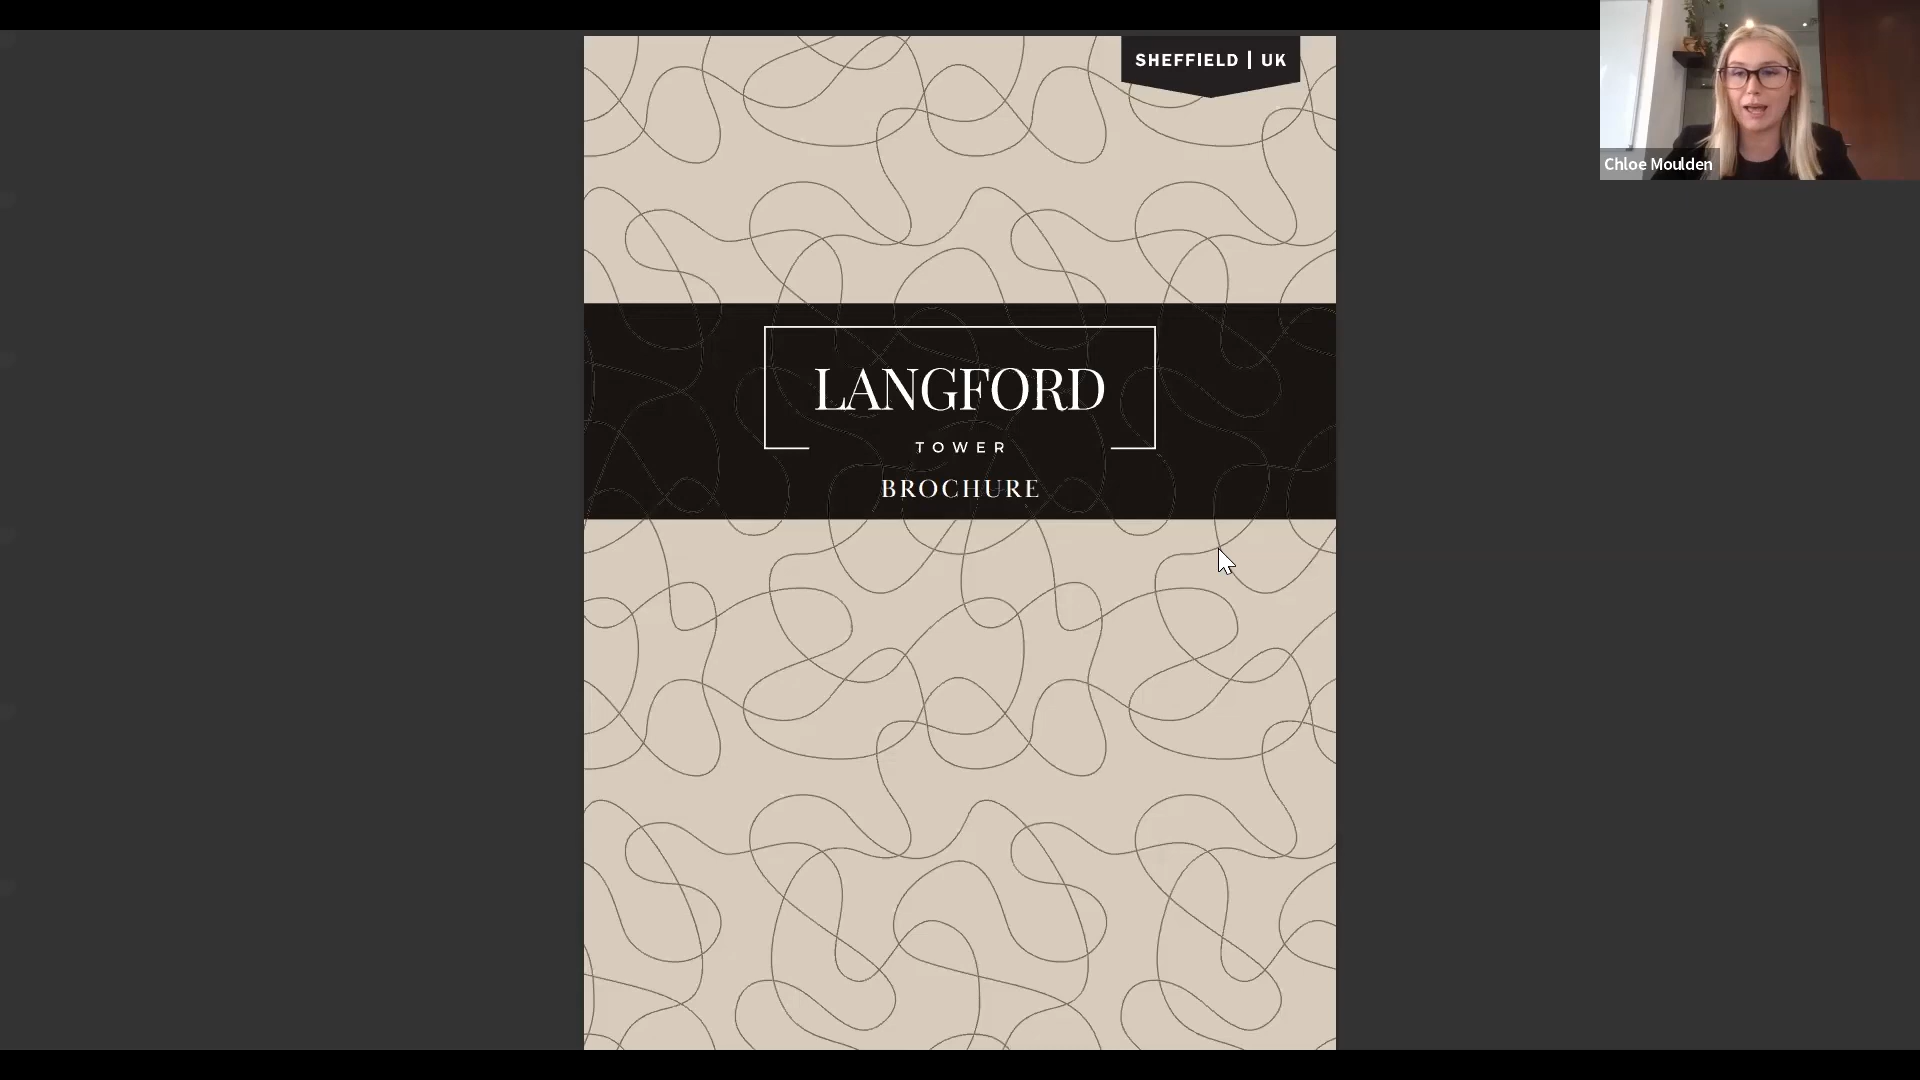 SHEFFIELD | UK
Chloe Moulden
LANGFORD
TOWER
BROCHURE